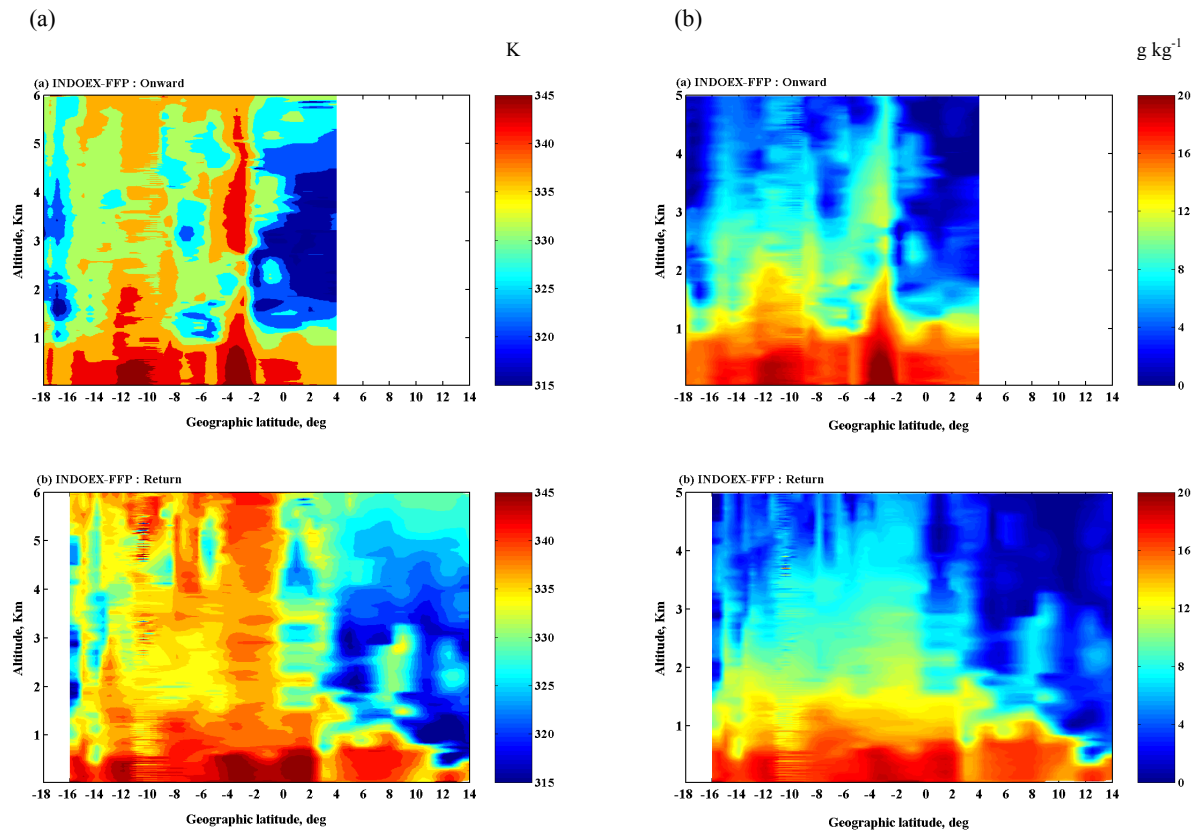 (a)
K
(a) INDOEX-FFP : Onward
6
5
4
3
2
1
Altitude, Km
-18 -16 -14 -12 -10 -8 -6 -4 -2 0 2 4 6 8 10 12 14
Geographic latitude, deg
345
340
335
330
325
320
315
(b)
g kg-1
(a) INDOEX-FFP : Onward
5
4
3
2
1
Altitude, Km
-18 -16 -14 -12 -10 -8 -6 -4 -2 0 2 4 6 8 10 12 14
Geographic latitude, deg
20
16
12
8
4
0
(b) INDOEX-FFP : Return
6
5
4
3
2
1
Altitude, Km
-18 -16 -14 -12 -10 -8 -6 -4 -2 0 2 4 6 8 10 12 14
Geographic latitude, deg
345
340
335
330
325
320
315
(b) INDOEX-FFP : Return
5
4
3
2
1
Altitude, Km
-18 -16 -14 -12 -10 -8 -6 -4 -2 0 2 4 6 8 10 12 14
Geographic latitude, deg
20
16
12
8
4
0